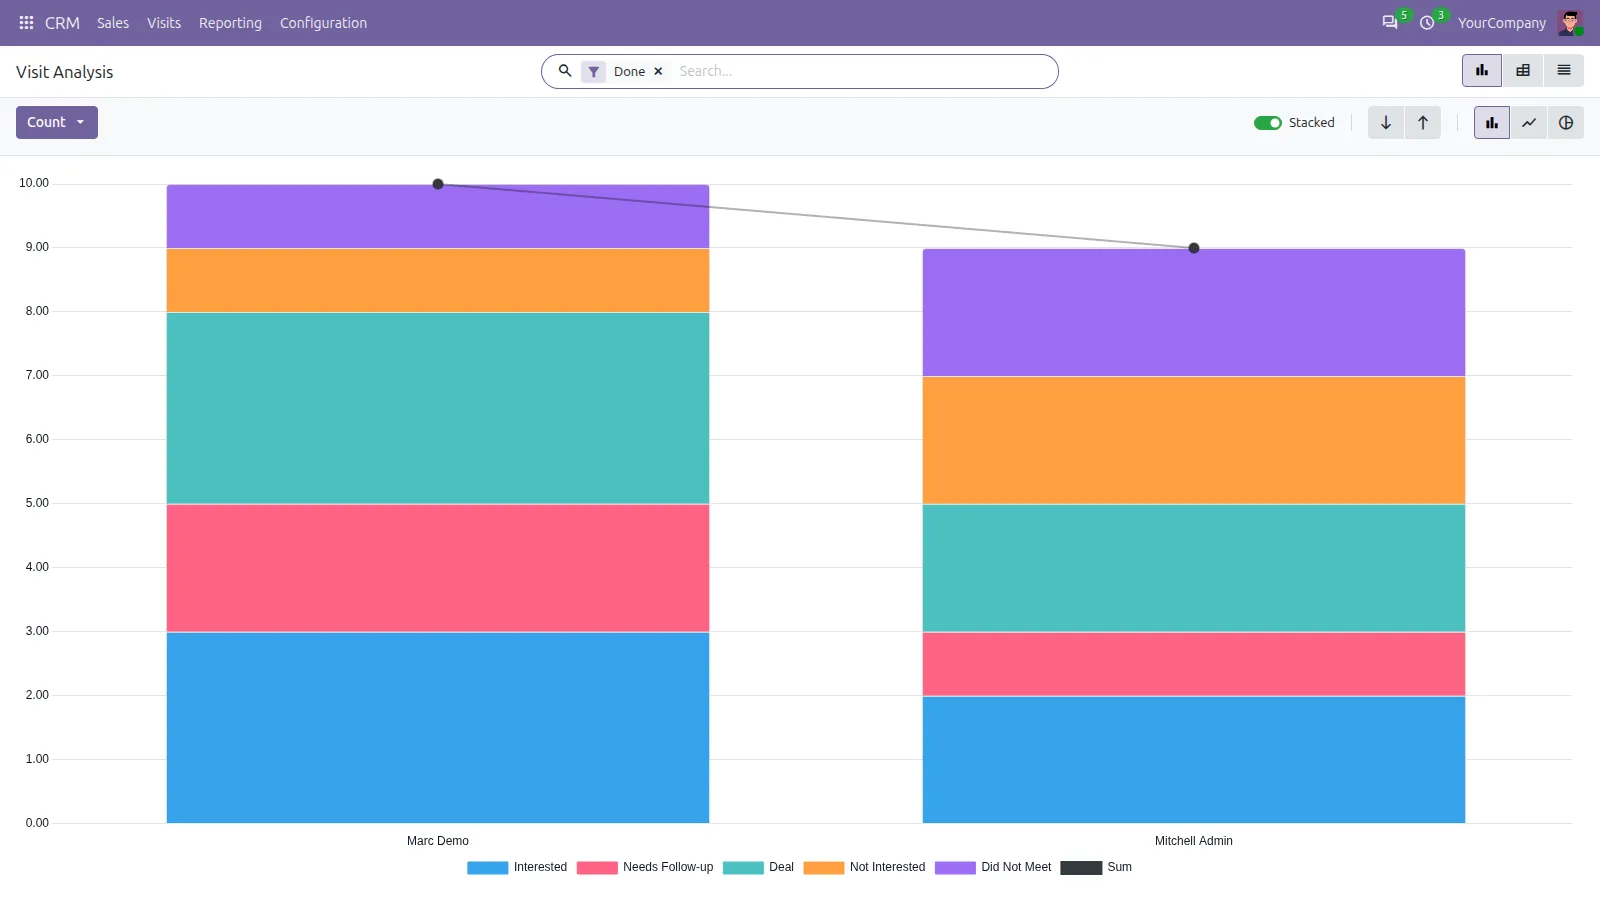 CRM Sales Visits Reporting Configuration 5 3 YourCompany
Visit Analysis Done × Search...
Count Stacked
10.00
9.00
8.00
7.00
6.00
5.00
4.00
3.00
2.00
1.00
0.00
Marc Demo Mitchell Admin
Interested Needs Follow-up Deal Not Interested Did Not Meet Sum